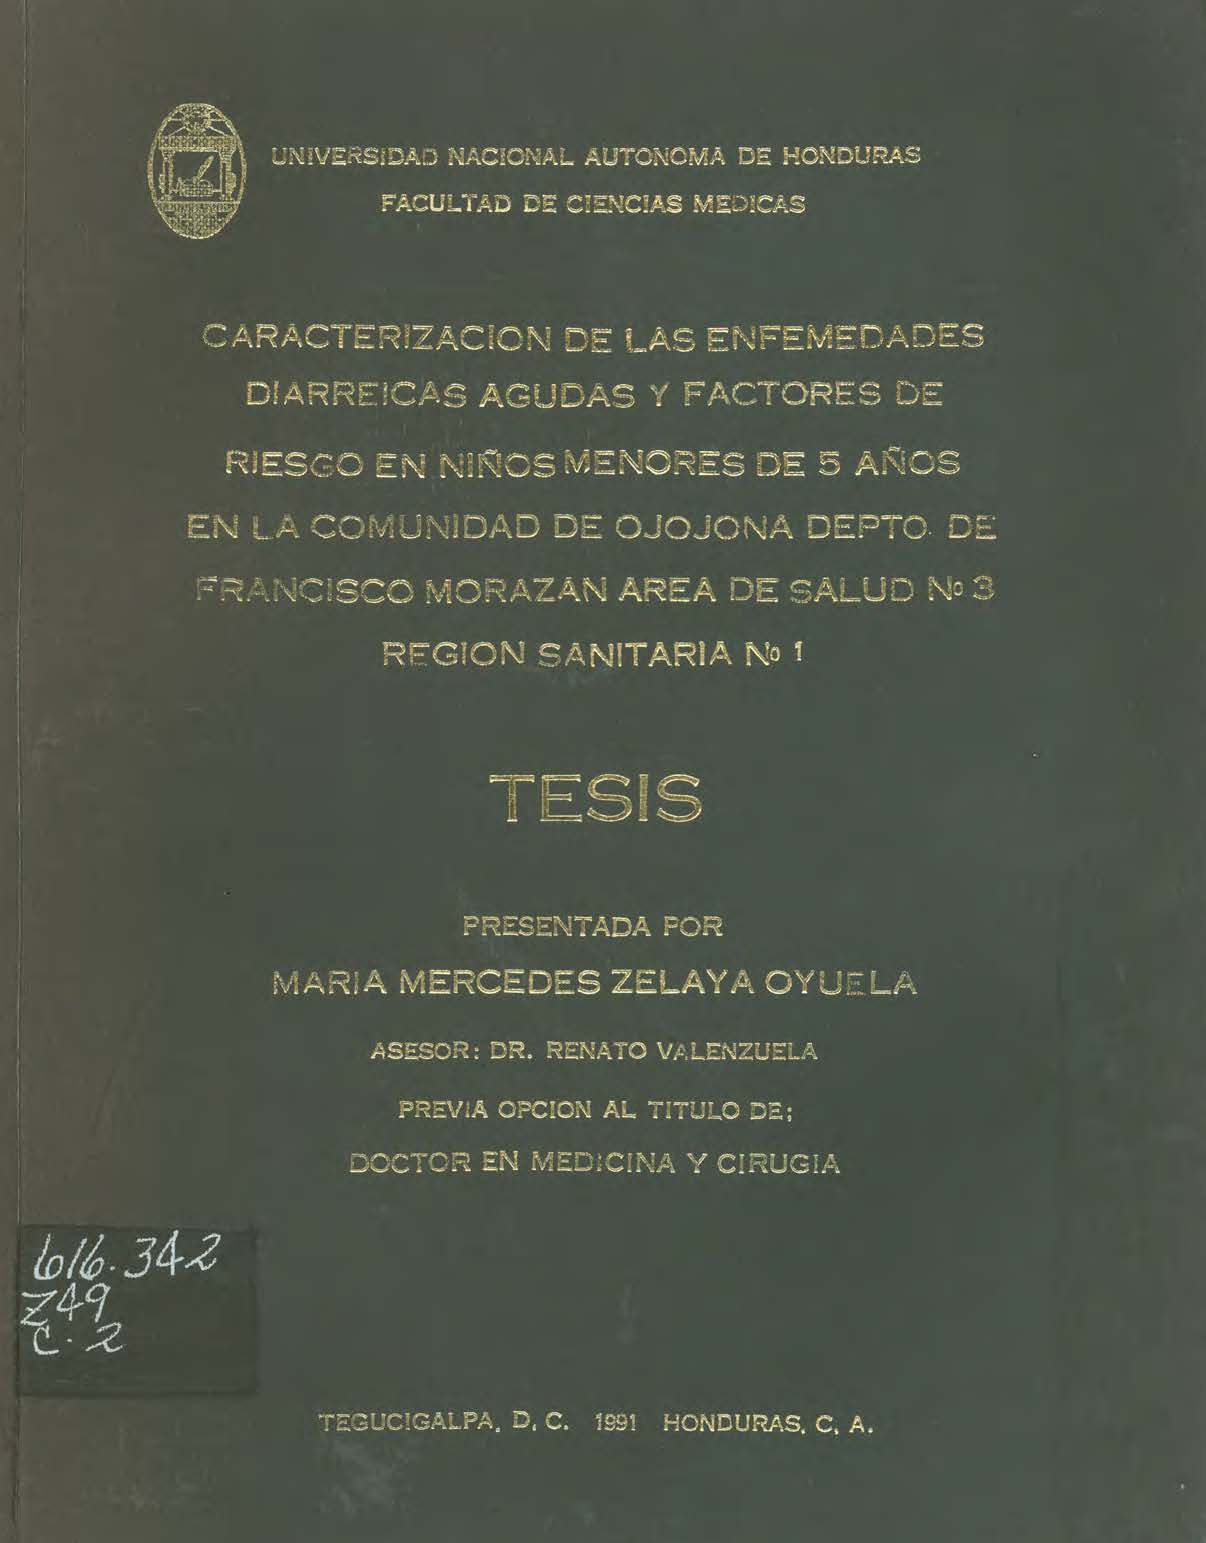 UNIVERSIDAD NACIONAL AUTONOMA DE HONDURAS
FACULTAD DE CIENCIAS MEDICAS
CARACTERIZACION DE LAS ENFEMEDADES
DIARREICAS AGUDAS Y FACTORES DE
RIESGO EN NIÑOS MENORES DE 5 AÑOS
EN LA COMUNIDAD DE OJOJONA DEPTO. DE
FRANCISCO MORAZAN AREA DE SALUD No 3
REGION SANITARIA No 1
TESIS
PRESENTADA POR
MARIA MERCEDES ZELAYA OYUELA
ASESOR: DR. RENATO VALENZUELA
PREVIA OPCION AL TITULO DE;
DOCTOR EN MEDICINA Y CIRUGIA
616.342
Z49
C.2
TEGUCIGALPA, D, C. 1991 HONDURAS, C, A.